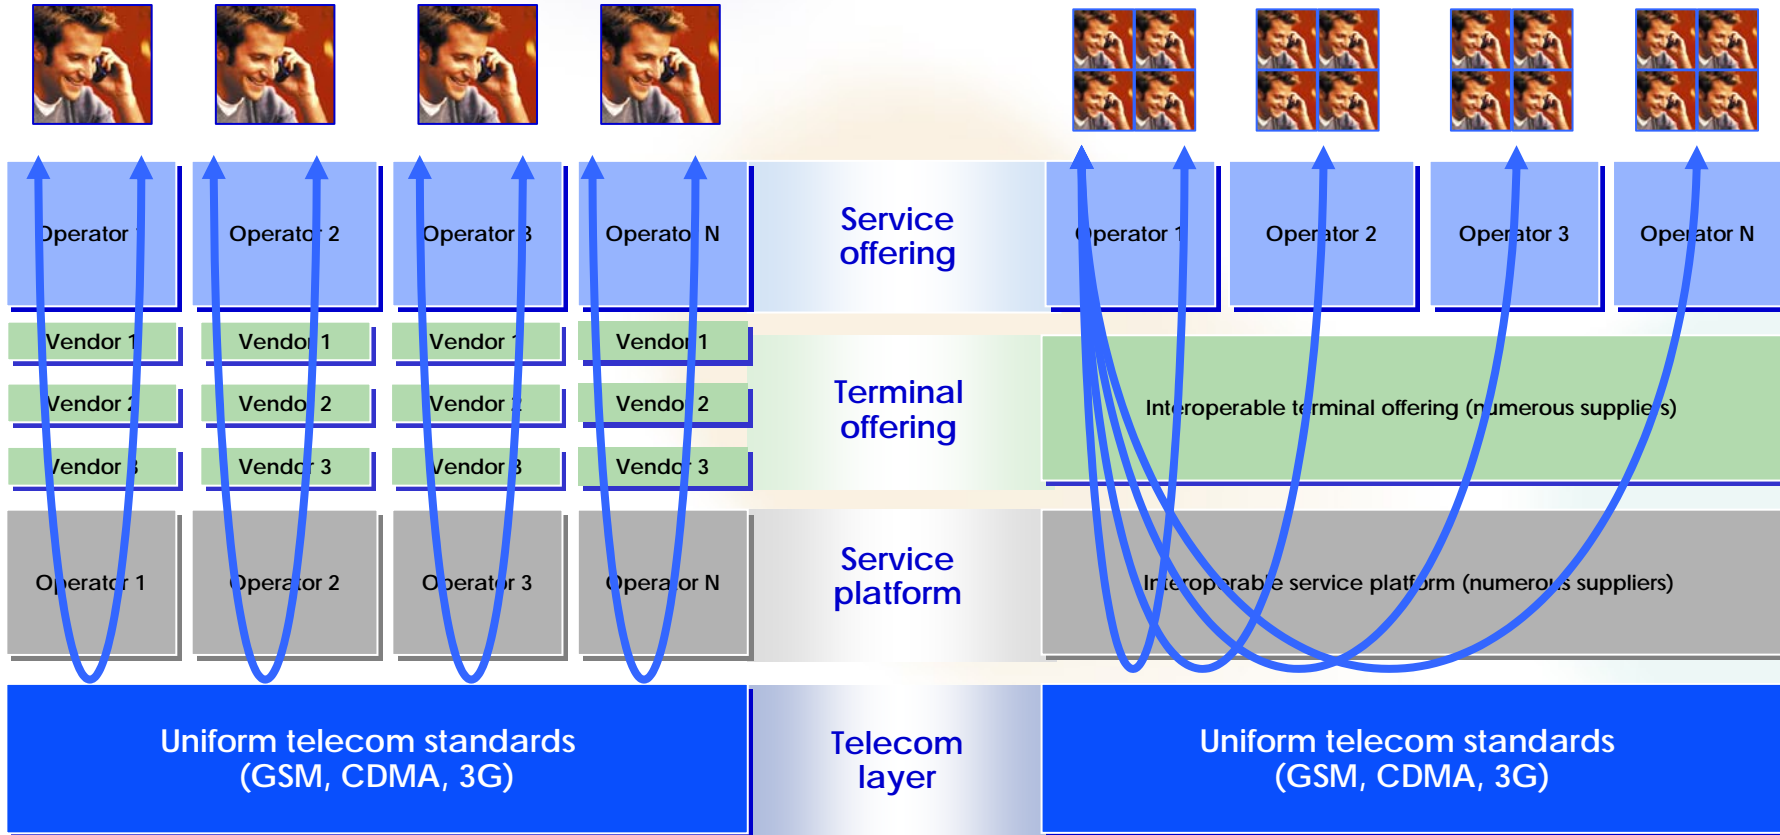 Operator 1
Operator 2
Operator 3
Operator N
Service
offering
Operator 1
Operator 2
Operator 3
Operator N
Vendor 1
Vendor 1
Vendor 1
Vendor 1
Vendor 2
Vendor 2
Vendor 2
Vendor 2
Vendor 3
Vendor 3
Vendor 3
Vendor 3
Terminal
offering
Interoperable terminal offering (numerous suppliers)
Operator 1
Operator 2
Operator 3
Operator N
Service
platform
Interoperable service platform (numerous suppliers)
Uniform telecom standards
(GSM, CDMA, 3G)
Telecom
layer
Uniform telecom standards
(GSM, CDMA, 3G)